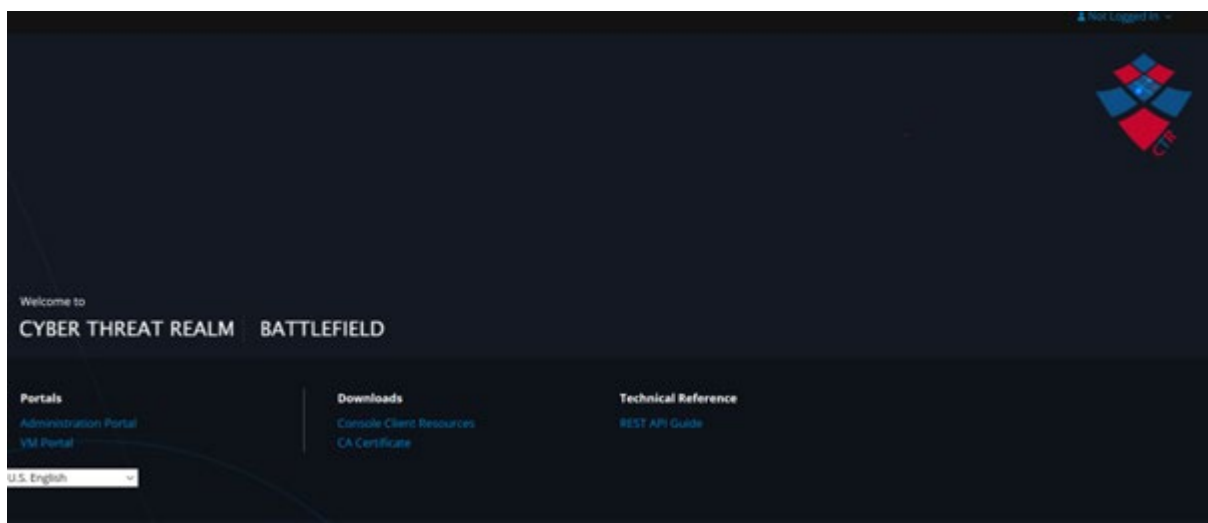 Not Logged In
CTR
Welcome to
CYBER THREAT REALM BATTLEFIELD
Portals
Administration Portal
VM Portal
Downloads
Console Client Resources
CA Certificate
Technical Reference
REST API Guide
U.S. English